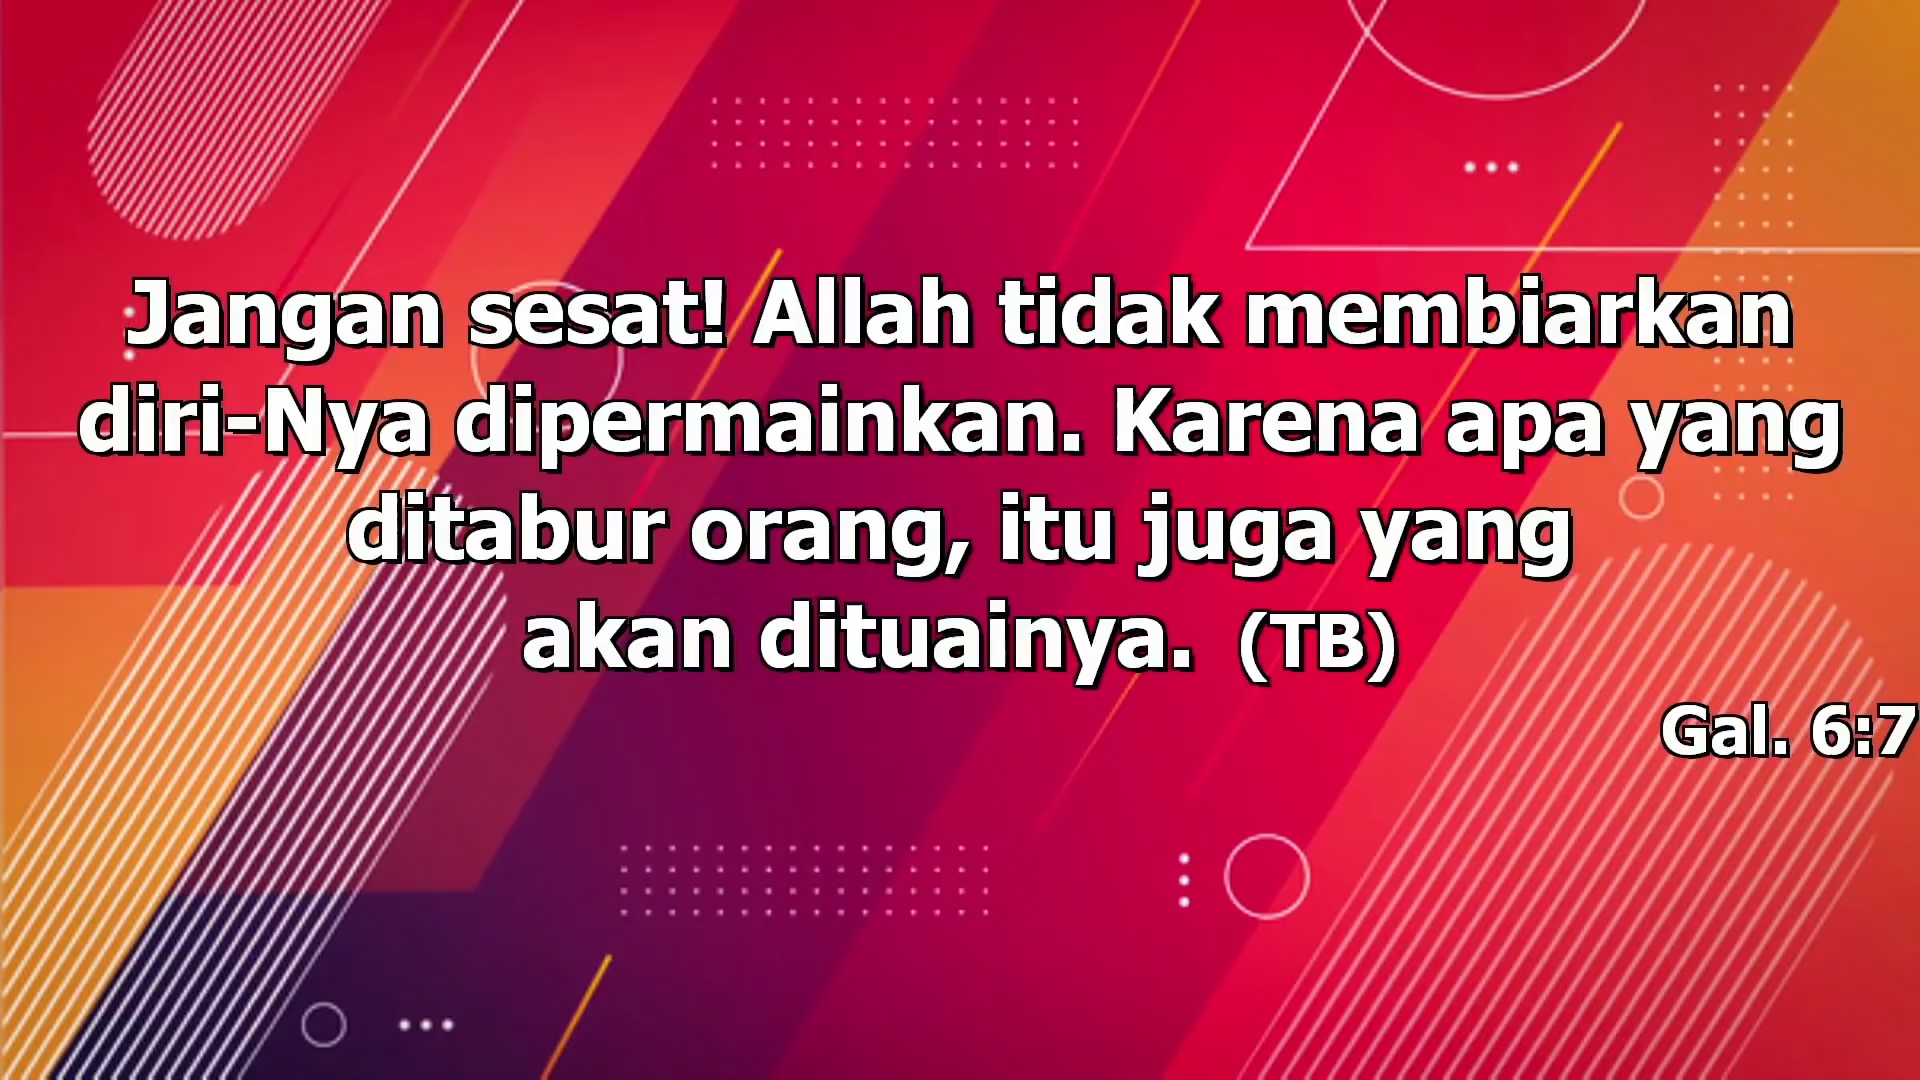 Jangan sesat! Allah tidak membiarkan
diri-Nya dipermainkan. Karena apa yang
ditabur orang, itu juga yang
akan dituainya. (TB)
Gal. 6:7